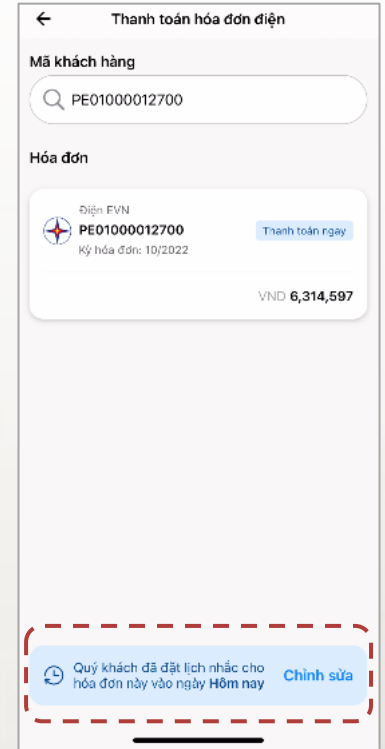 Thanh toán hóa đơn điện
Mã khách hàng
PE01000012700
Hóa đơn
Điện EVN
PE01000012700
Thanh toán ngay
Kỳ hóa đơn: 10/2022
VND 6,314,597
Quý khách đã đặt lịch nhắc cho
hóa đơn này vào ngày Hôm nay
Chỉnh sửa